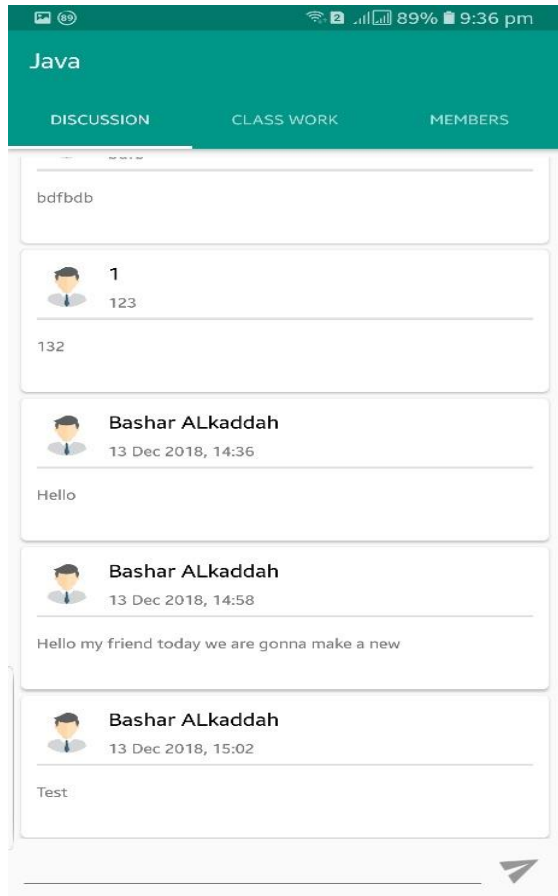 89 2 89% 9:36 pm
Java
DISCUSSION CLASS WORK MEMBERS
bdfbdb
1
123
132
Bashar ALkaddah
13 Dec 2018, 14:36
Hello
Bashar ALkaddah
13 Dec 2018, 14:58
Hello my friend today we are gonna make a new
Bashar ALkaddah
13 Dec 2018, 15:02
Test